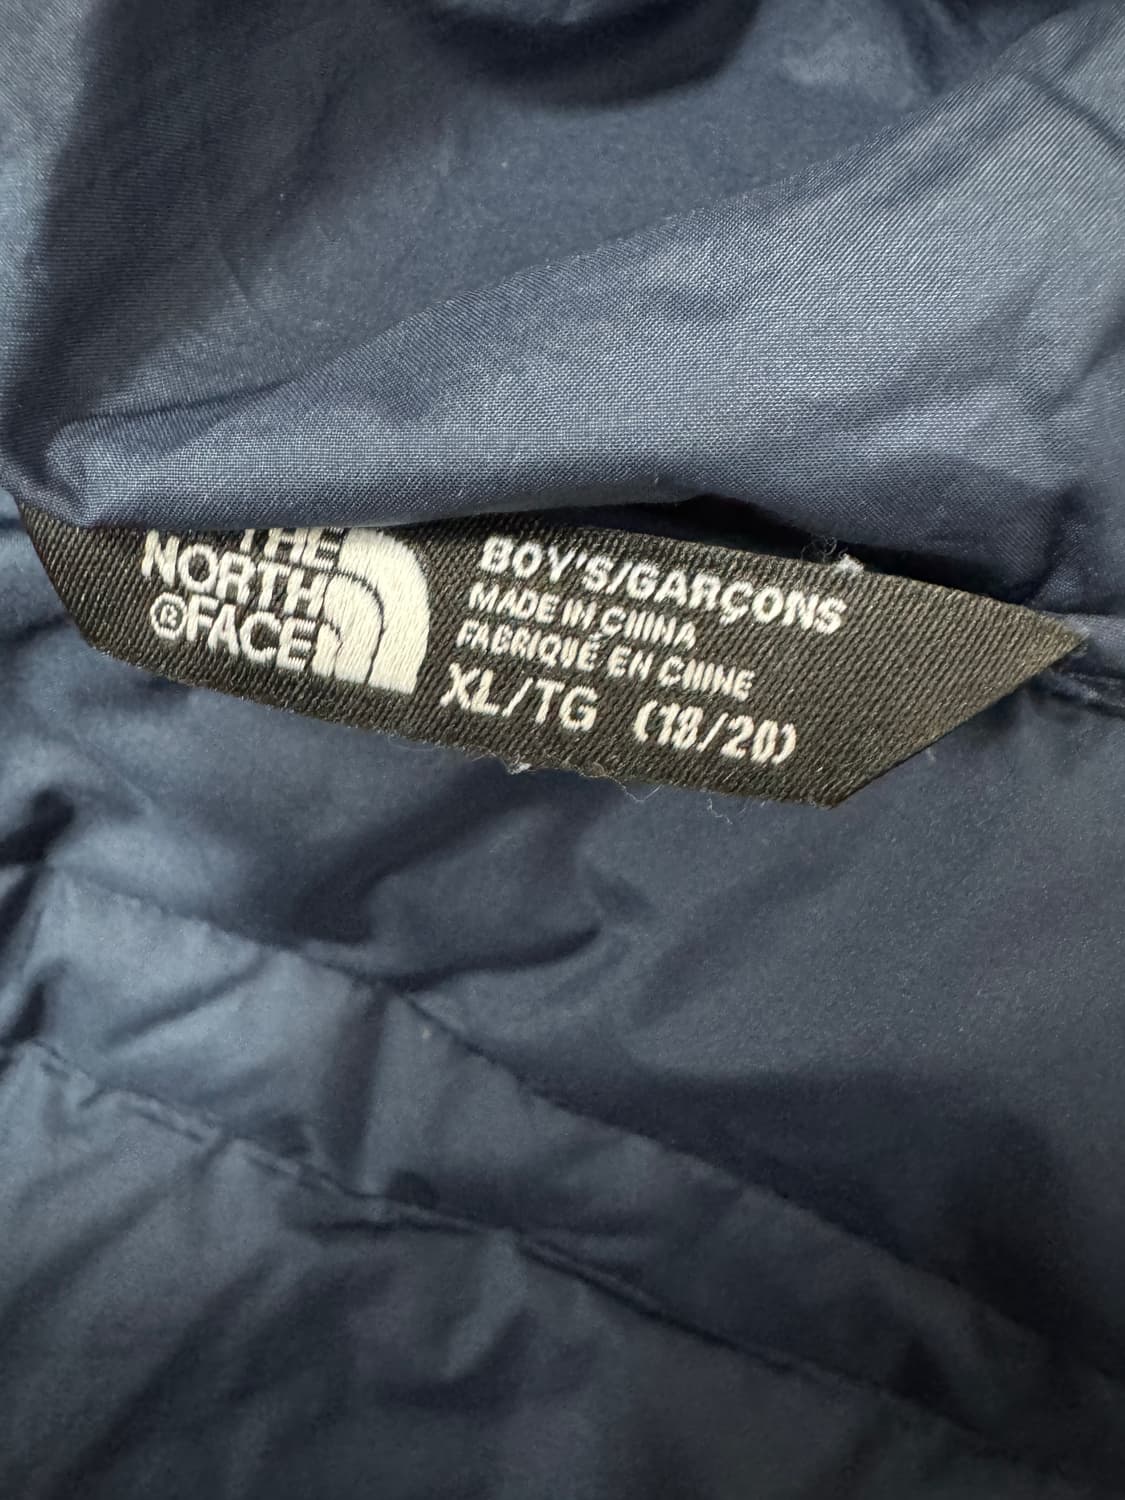 THE
NORTH
®FACE
BOY'S/GARÇONS
MADE IN CHINA
FABRIQUÉ EN CHINE
XL/TG (18/20)